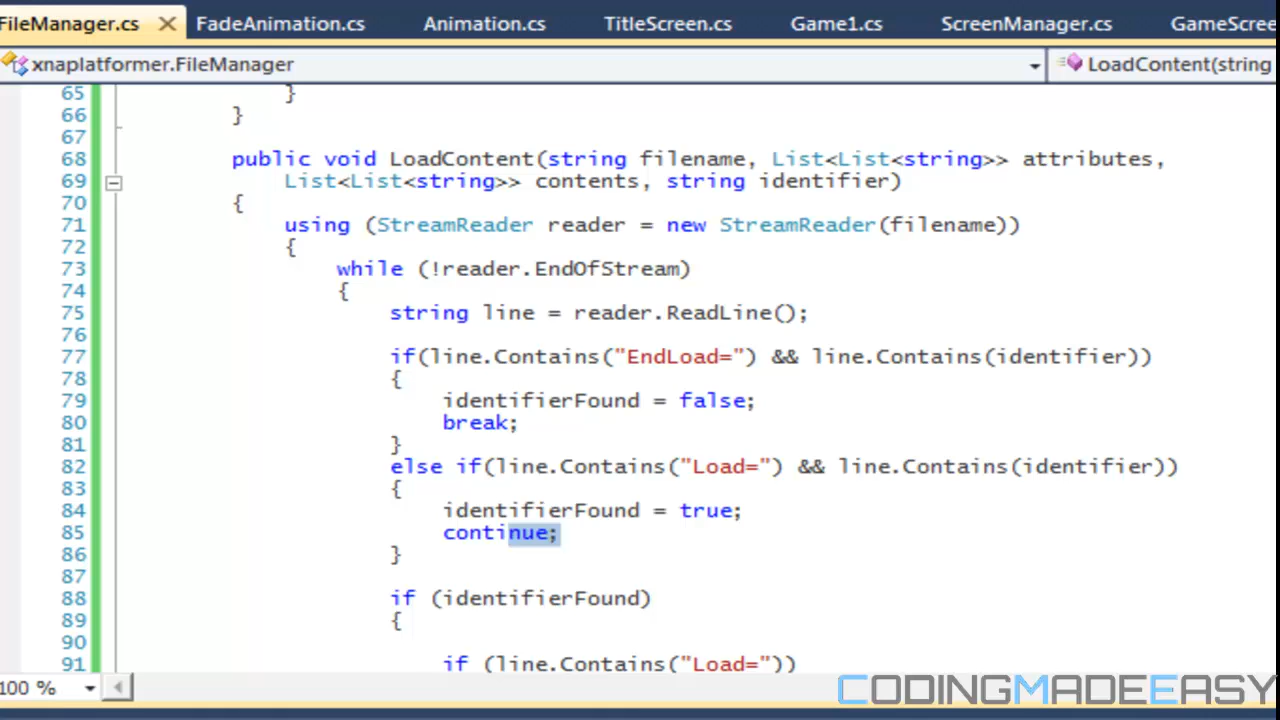 FileManager.cs FadeAnimation.cs Animation.cs TitleScreen.cs Game1.cs ScreenManager.cs GameScree
xnaplatformer.FileManager LoadContent(string
65 }
66 }
67
68 public void LoadContent(string filename, List<List<string>> attributes,
69 List<List<string>> contents, string identifier)
70 {
71 using (StreamReader reader = new StreamReader(filename))
72 {
73 while (!reader.EndOfStream)
74 {
75 string line = reader.ReadLine();
76
77 if(line.Contains("EndLoad=") && line.Contains(identifier))
78 {
79 identifierFound = false;
80 break;
81 }
82 else if(line.Contains("Load=") && line.Contains(identifier))
83 {
84 identifierFound = true;
85 continue;
86 }
87
88 if (identifierFound)
89 {
90
91 if (line.Contains("Load="))
100 %
CODINGMADEEASY